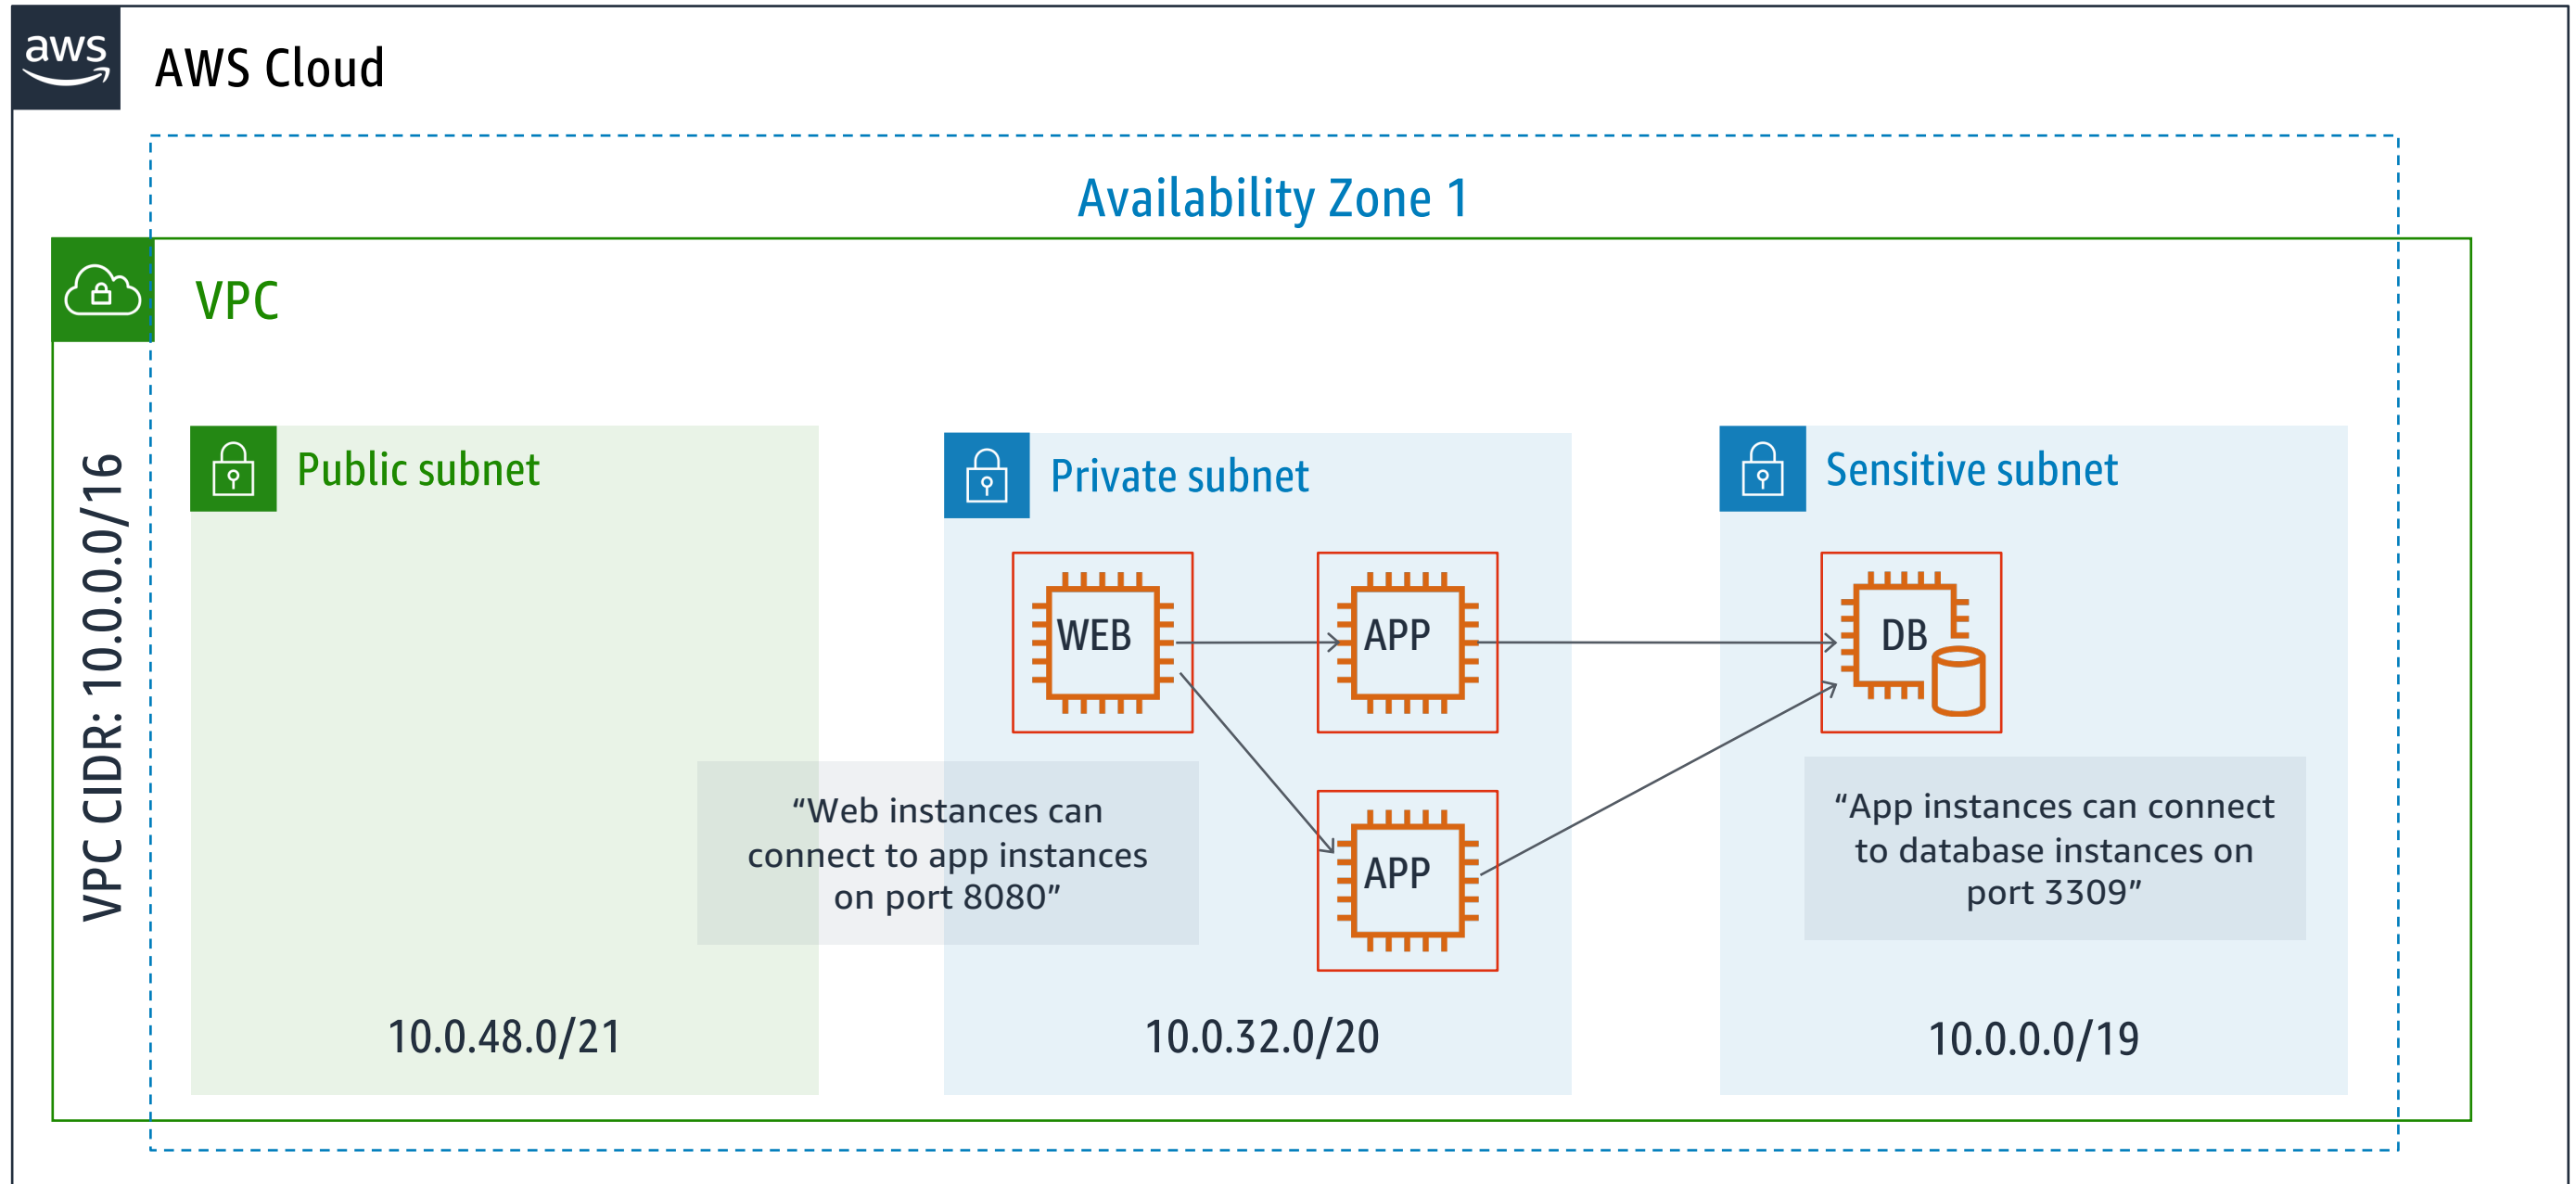 aws
AWS Cloud
Availability Zone 1
VPC
VPC CIDR: 10.0.0.0/16
Public subnet
10.0.48.0/21
Private subnet
WEB
APP
APP
“Web instances can
connect to app instances
on port 8080”
10.0.32.0/20
Sensitive subnet
DB
“App instances can connect
to database instances on
port 3309”
10.0.0.0/19